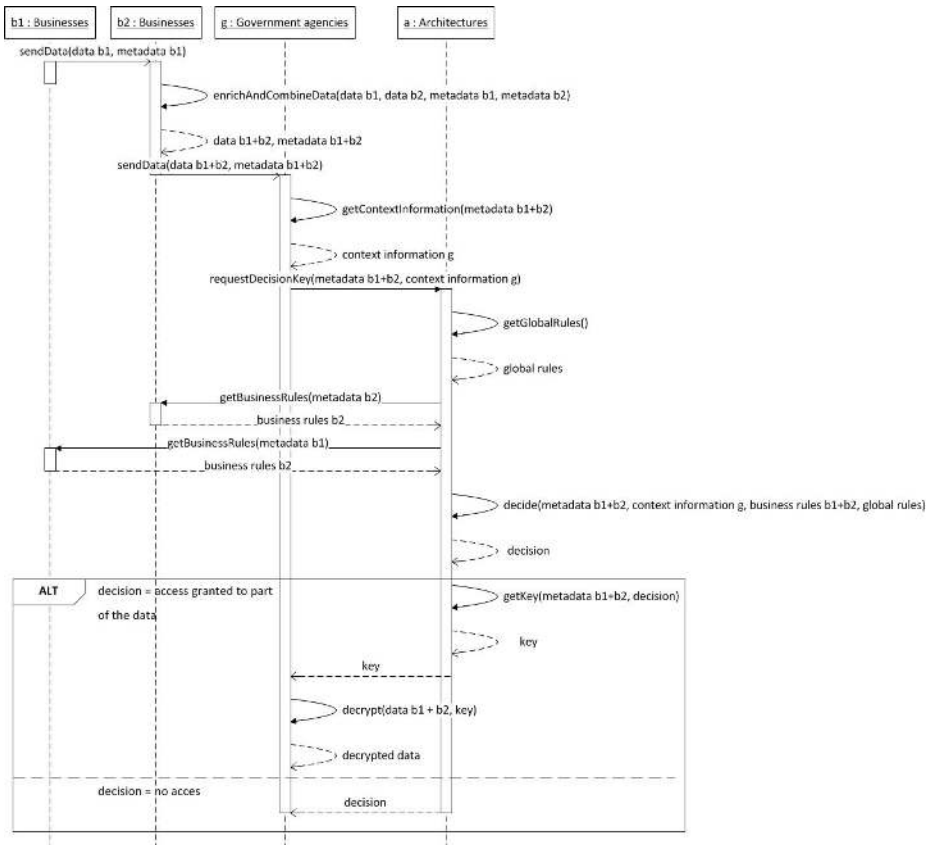 b1 : Businesses
b2 : Businesses
g : Government agencies
a : Architectures
sendData(data b1, metadata b1)
enrichAndCombineData(data b1, data b2, metadata b1, metadata b2)
data b1+b2, metadata b1+b2
sendData(data b1+b2, metadata b1+b2)
getContextInformation(metadata b1+b2)
context information g
requestDecisionKey(metadata b1+b2, context information g)
getGlobalRules()
global rules
getBusinessRules(metadata b2)
business rules b2
getBusinessRules(metadata b1)
business rules b2
decide(metadata b1+b2, context information g, business rules b1+b2, global rules)
decision
ALT
decision = access granted to part
of the data
getKey(metadata b1+b2, decision)
key
key
decrypt(data b1 + b2, key)
decrypted data
decision = no acces
decision